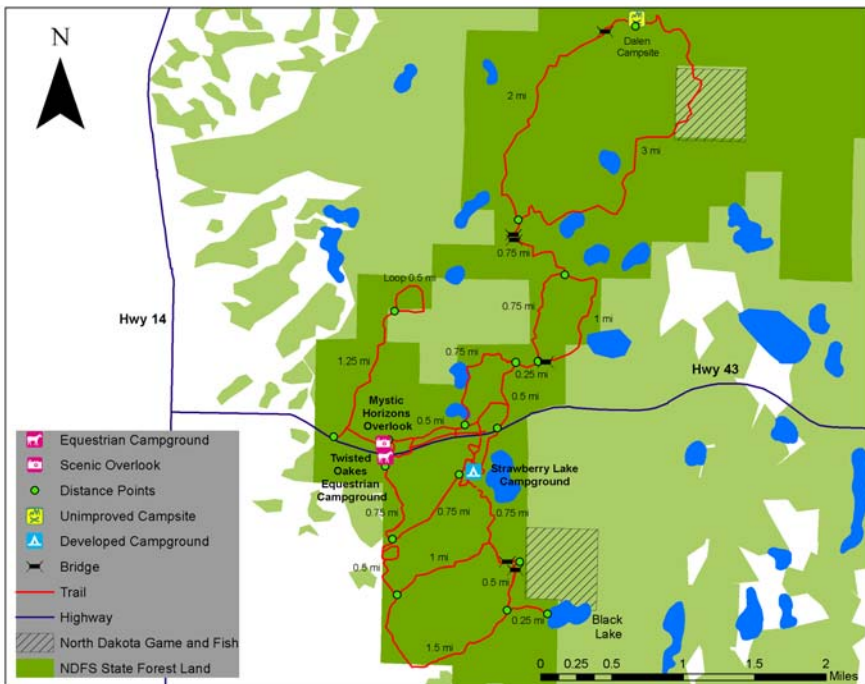 N
Dalen
Campsite
2 mi
3 mi
0.75 mi
Loop 0.5 mi
0.75 mi
1 mi
Hwy 14
1.25 mi
0.75 mi
0.25 mi
Hwy 43
0.5 mi
Mystic
Horizons
Overlook
0.5 mi
Twisted
Oakes
Equestrian
Campground
Strawberry Lake
Campground
0.75 mi
0.75 mi
0.75 mi
1 mi
0.5 mi
0.5 mi
0.25 mi
Black
Lake
1.5 mi
Equestrian Campground
Scenic Overlook
Distance Points
Unimproved Campsite
Developed Campground
Bridge
Trail
Highway
North Dakota Game and Fish
NDFS State Forest Land
0 0.25 0.5 1 1.5 2
Miles